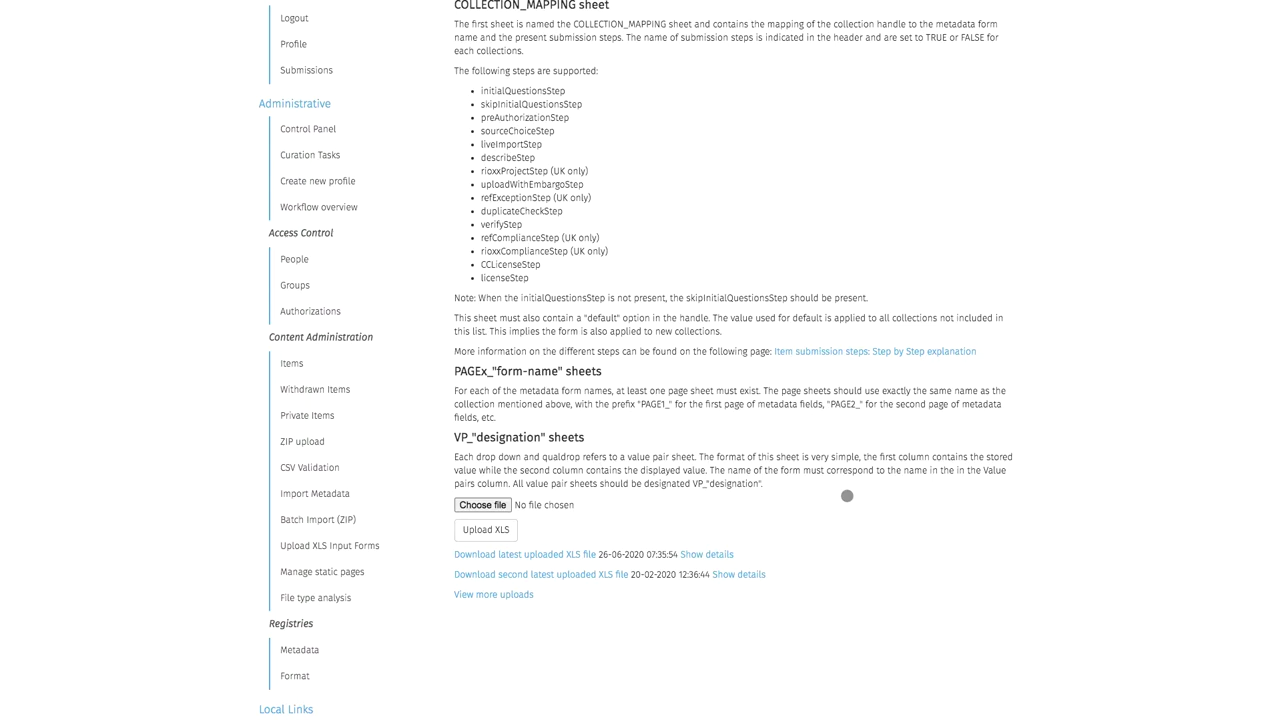 Logout
Profile
Submissions
Administrative
Control Panel
Curation Tasks
Create new profile
Workflow overview
Access Control
People
Groups
Authorizations
Content Administration
Items
Withdrawn Items
Private Items
ZIP upload
CSV Validation
Import Metadata
Batch Import (ZIP)
Upload XLS Input Forms
Manage static pages
File type analysis
Registries
Metadata
Format
Local Links
COLLECTION_MAPPING sheet
The first sheet is named the COLLECTION_MAPPING sheet and contains the mapping of the collection handle to the metadata form
name and the present submission steps. The name of submission steps is indicated in the header and are set to TRUE or FALSE for
each collections.
The following steps are supported:
• initialQuestionsStep
• skipInitialQuestionsStep
• preAuthorizationStep
• sourceChoiceStep
• liveImportStep
• describeStep
• rioxxProjectStep (UK only)
• uploadWithEmbargoStep
• refExceptionStep (UK only)
• duplicateCheckStep
• verifyStep
• refComplianceStep (UK only)
• rioxxComplianceStep (UK only)
• CCLicenseStep
• licenseStep
Note: When the initialQuestionsStep is not present, the skipInitialQuestionsStep should be present.
This sheet must also contain a "default" option in the handle. The value used for default is applied to all collections not included in
this list. This implies the form is also applied to new collections.
More information on the different steps can be found on the following page: Item submission steps: Step by Step explanation
PAGEx_"form-name" sheets
For each of the metadata form names, at least one page sheet must exist. The page sheets should use exactly the same name as the
collection mentioned above, with the prefix "PAGE1_" for the first page of metadata fields, "PAGE2_" for the second page of metadata
fields, etc.
VP_"designation" sheets
Each drop down and qualdrop refers to a value pair sheet. The format of this sheet is very simple, the first column contains the stored
value while the second column contains the displayed value. The name of the form must correspond to the name in the in the Value
pairs column. All value pair sheets should be designated VP_"designation".
Choose file No file chosen
Upload XLS
Download latest uploaded XLS file 26-06-2020 07:35:54 Show details
Download second latest uploaded XLS file 20-02-2020 12:36:44 Show details
View more uploads